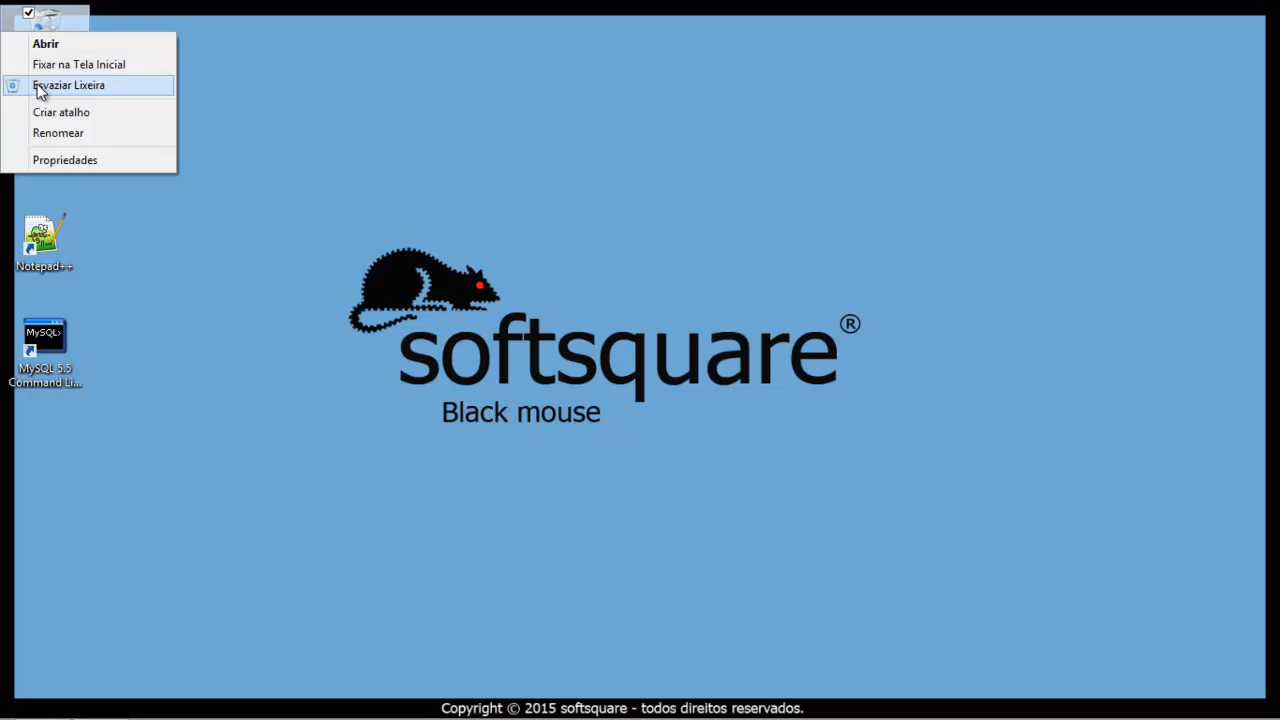 Abrir
Fixar na Tela Inicial
Esvaziar Lixeira
Criar atalho
Renomear
Propriedades
Notepad++
MySQL>
MySQL 5.5
Command Li...
softsquare®
Black mouse
Copyright © 2015 softsquare - todos direitos reservados.